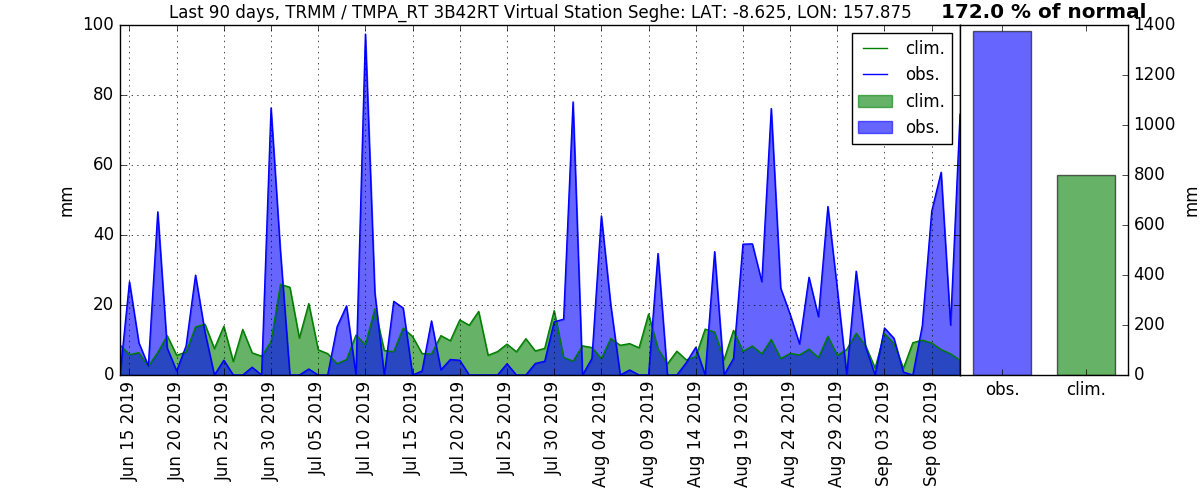 Last 90 days, TRMM / TMPA_RT 3B42RT Virtual Station Seghe: LAT: -8.625, LON: 157.875
172.0 % of normal
100
80
60
40
20
0
mm
clim.
obs.
clim.
obs.
1400
1200
1000
800
600
400
200
0
mm
Jun 15 2019
Jun 20 2019
Jun 25 2019
Jun 30 2019
Jul 05 2019
Jul 10 2019
Jul 15 2019
Jul 20 2019
Jul 25 2019
Jul 30 2019
Aug 04 2019
Aug 09 2019
Aug 14 2019
Aug 19 2019
Aug 24 2019
Aug 29 2019
Sep 03 2019
Sep 08 2019
obs.
clim.